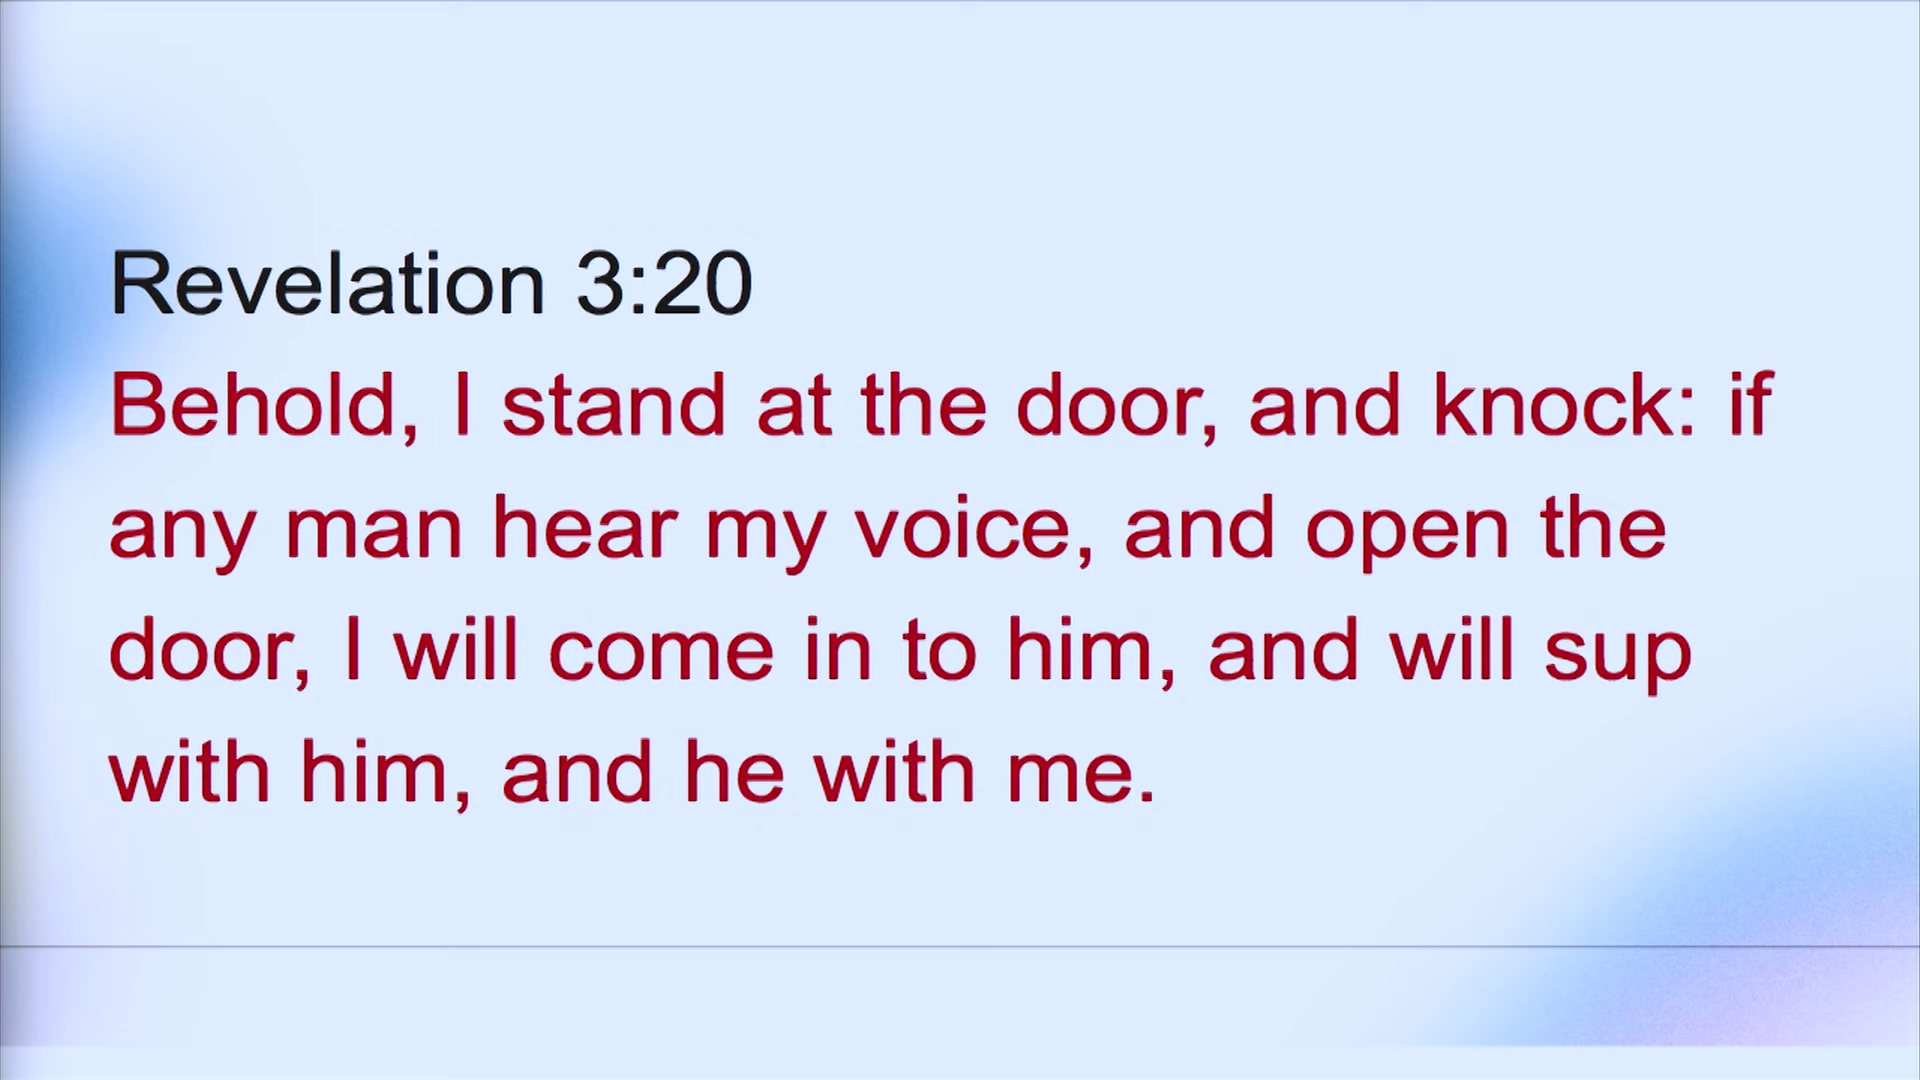 Revelation 3:20
Behold, I stand at the door, and knock: if
any man hear my voice, and open the
door, I will come in to him, and will sup
with him, and he with me.